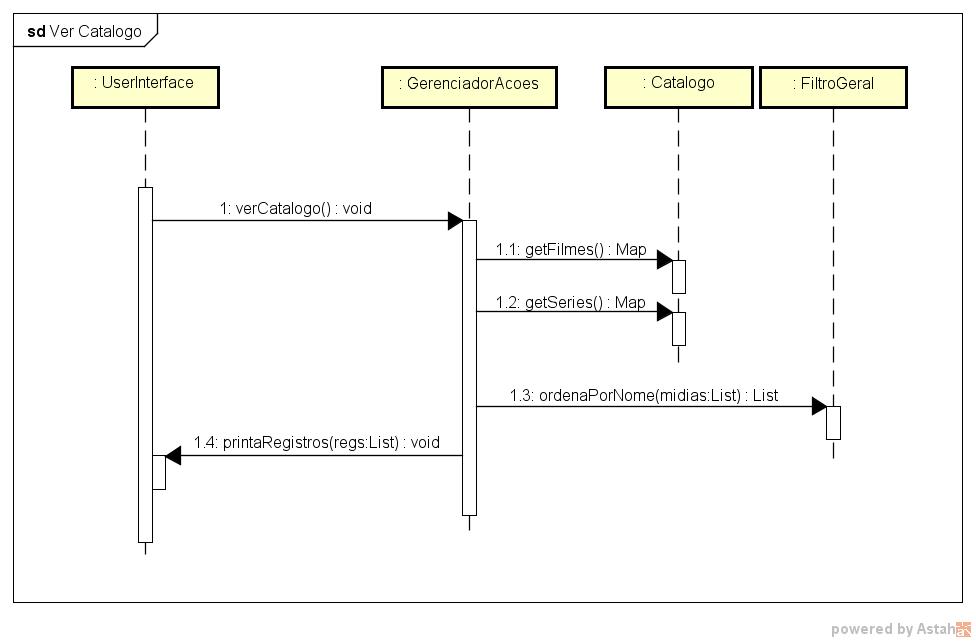 sd Ver Catalogo
: UserInterface
: GerenciadorAcoes
: Catalogo
: FiltroGeral
1: verCatalogo() : void
1.1: getFilmes() : Map
1.2: getSeries() : Map
1.3: ordenaPorNome(midias:List) : List
1.4: printaRegistros(regs:List) : void
powered by Astah